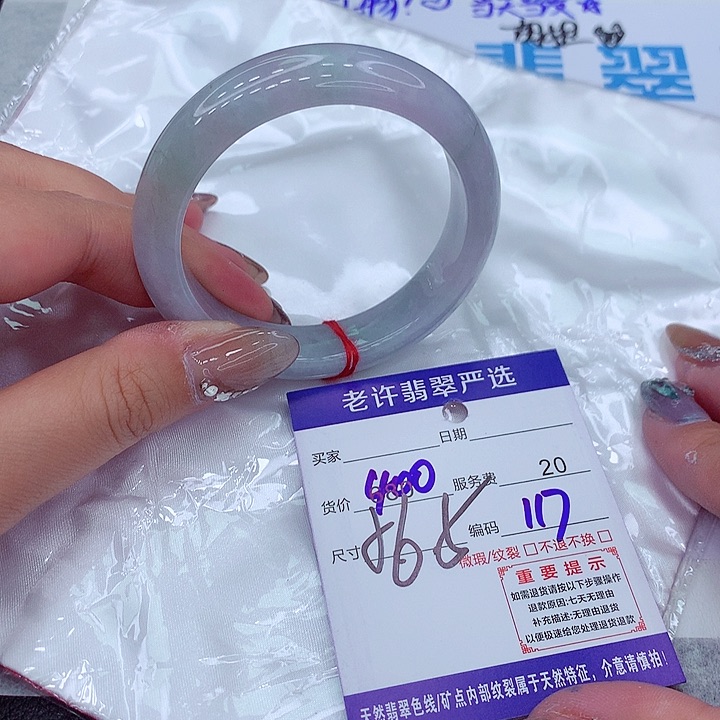 翡翠
老许翡翠严选
买家 日期
货价 服务费 20
尺寸 56.5 编码 117
微瑕/纹裂 □不退不换 □
重要提示
如需退货请按以下步骤操作
退款原因:七天无理由
补充描述:无理由退货
以便极速给您处理退货退款
天然翡翠色线/矿点内部纹裂属于天然特征，介意请慎拍!